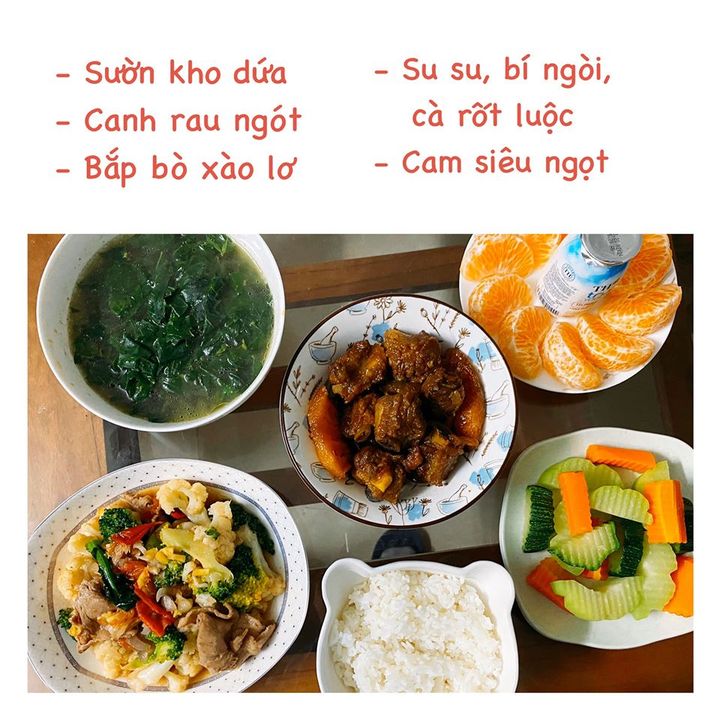 - Sườn kho dứa
- Canh rau ngót
- Bắp bò xào lơ
- Su su, bí ngòi,
cà rốt luộc
- Cam siêu ngọt
TH